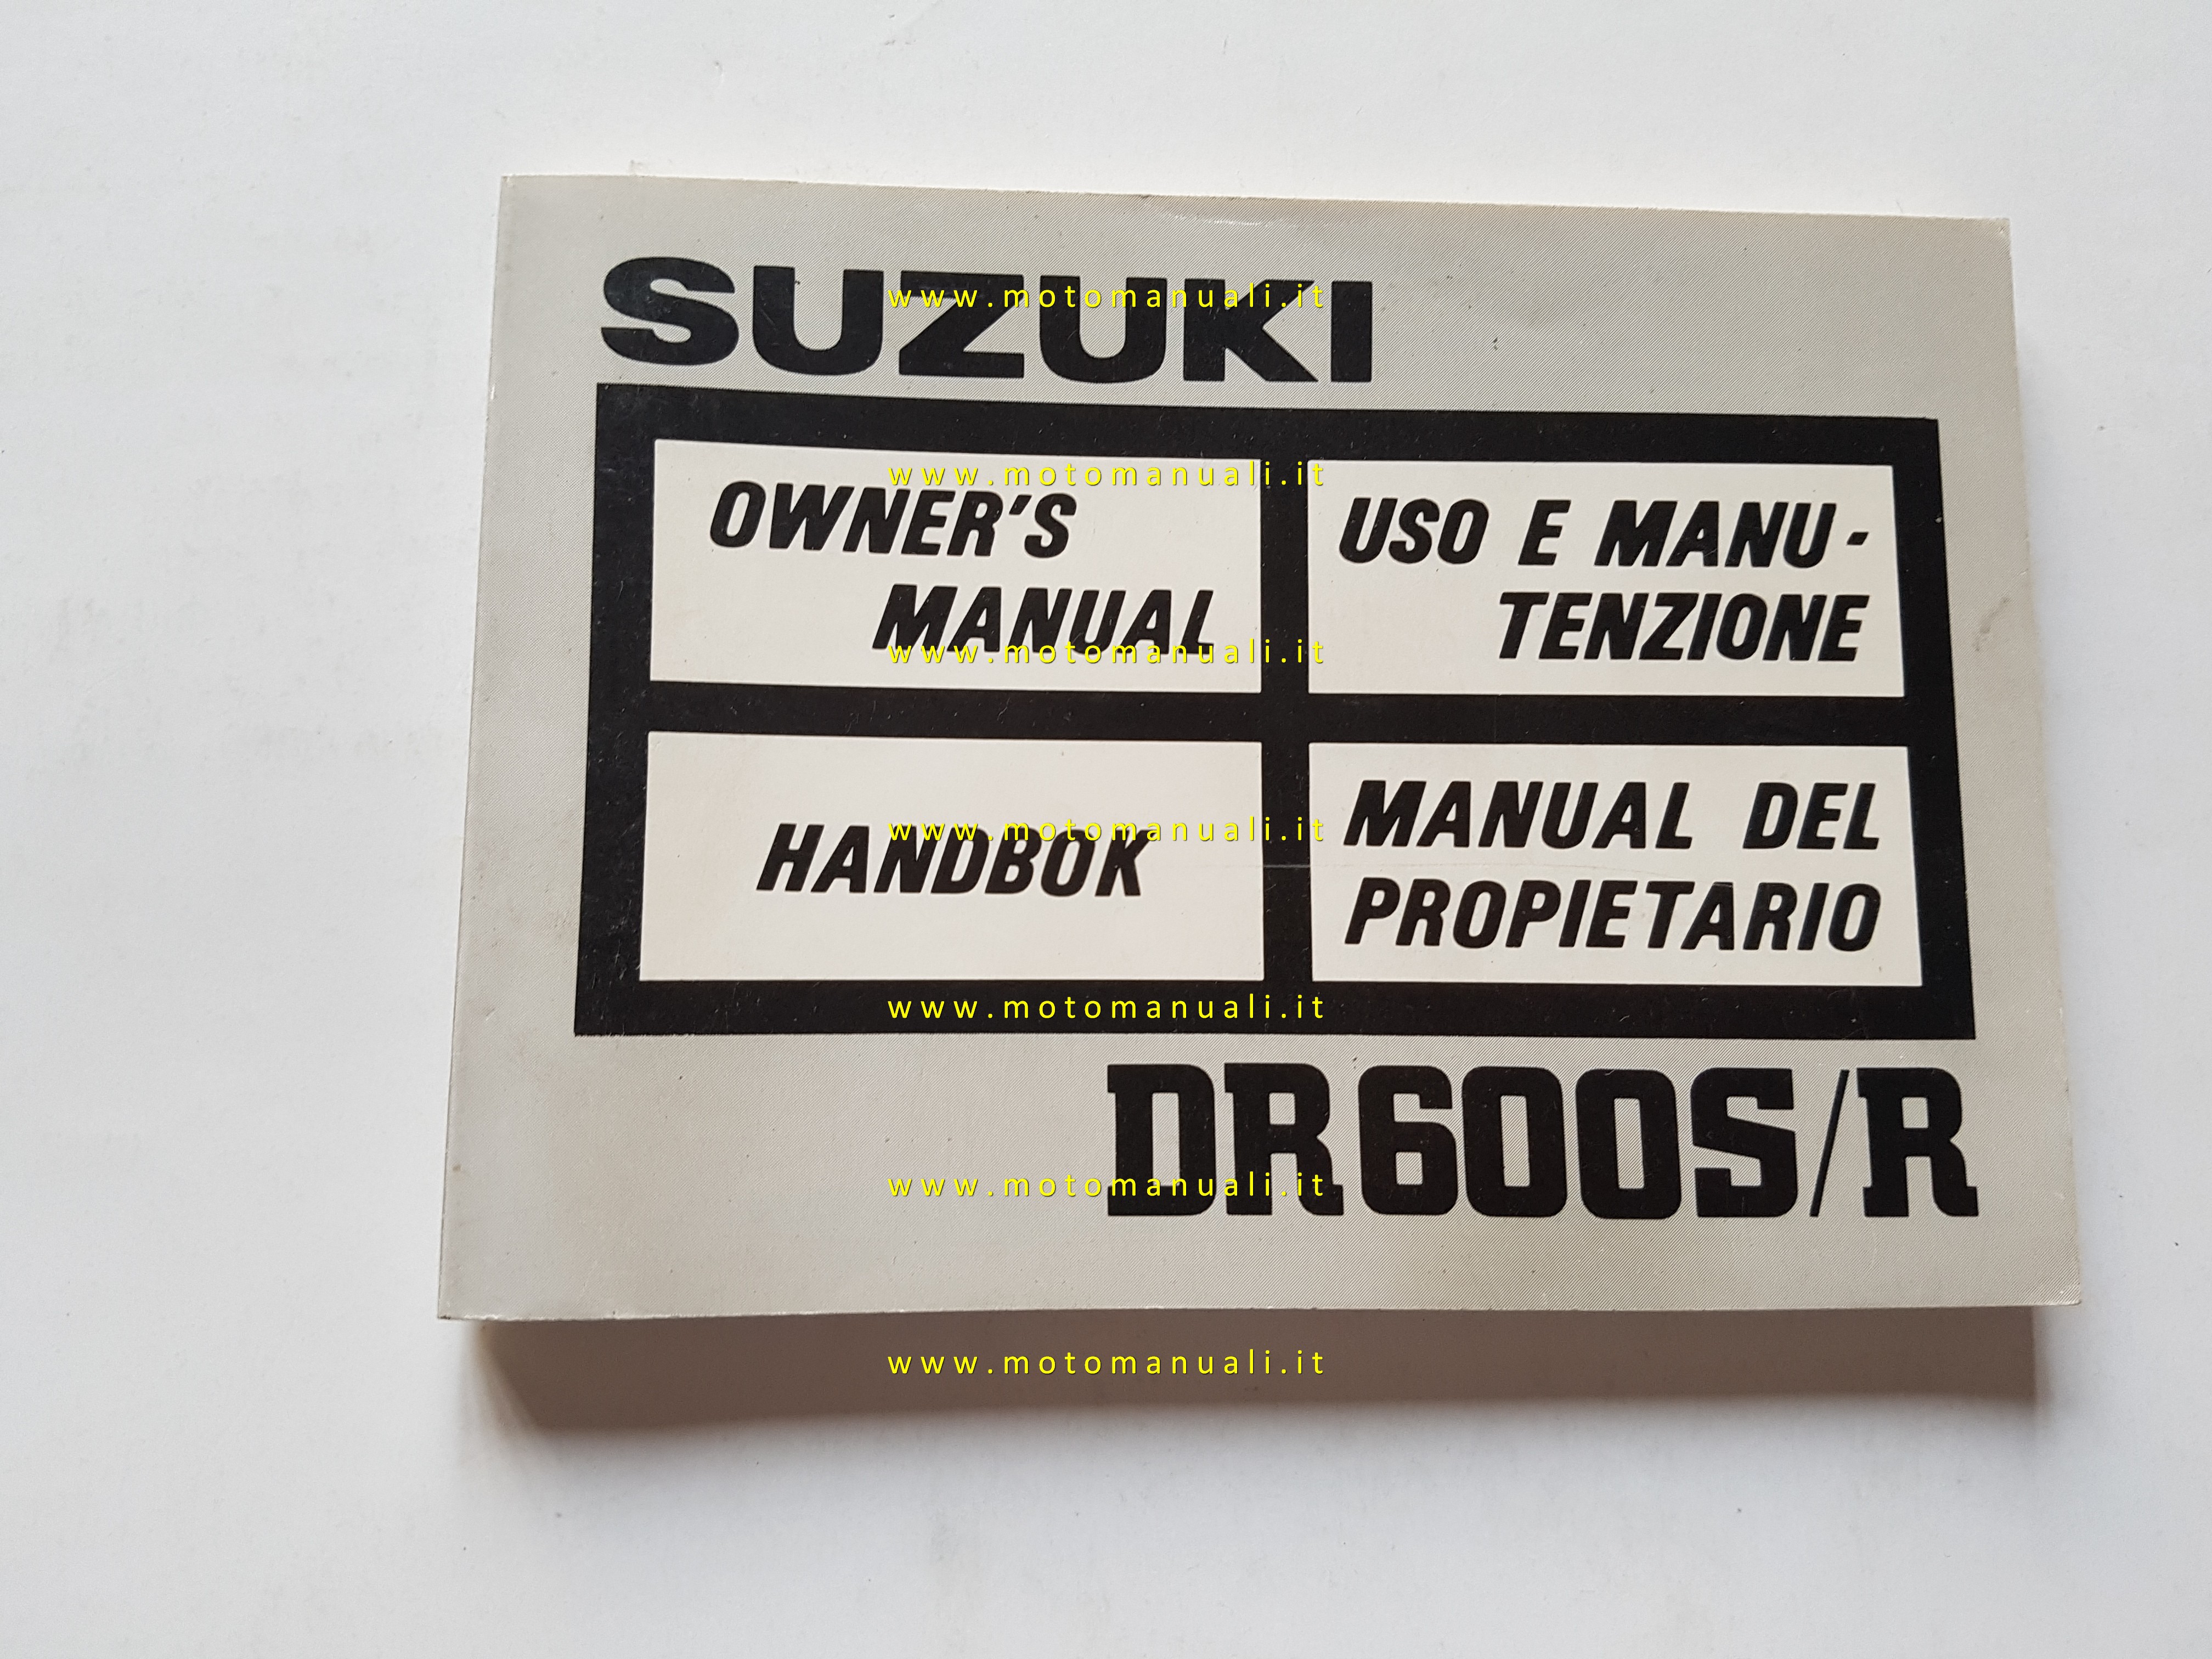 SUZUKI
www.motomanuali.it
www.motomanuali.it
OWNER'S
MANUAL
USO E MANU-
TENZIONE
www.motomanuali.it
www.motomanuali.it
HANDBOK
MANUAL DEL
PROPIETARIO
www.motomanuali.it
DR600S/R
www.motomanuali.it
www.motomanuali.it